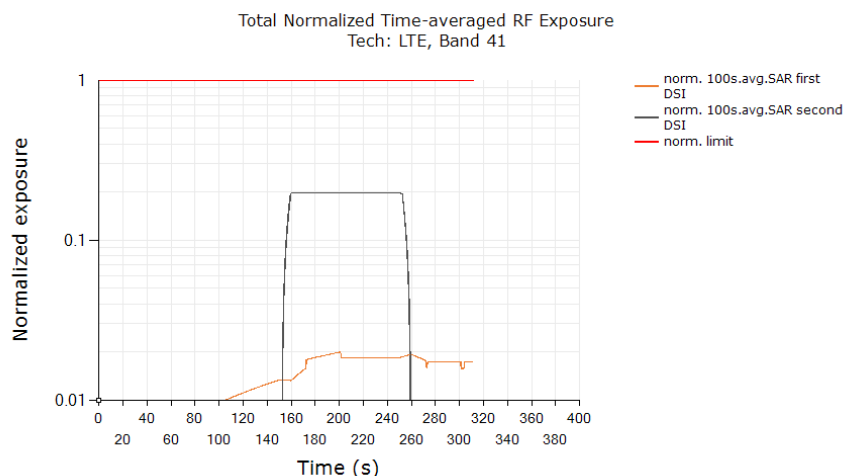 Total Normalized Time-averaged RF Exposure
Tech: LTE, Band 41
norm. 100s.avg.SAR first
DSI
norm. 100s.avg.SAR second
DSI
norm. limit
Normalized exposure
1
0.1
0.01
0 40 80 120 160 200 240 280 320 360 400
20 60 100 140 180 220 260 300 340 380
Time (s)